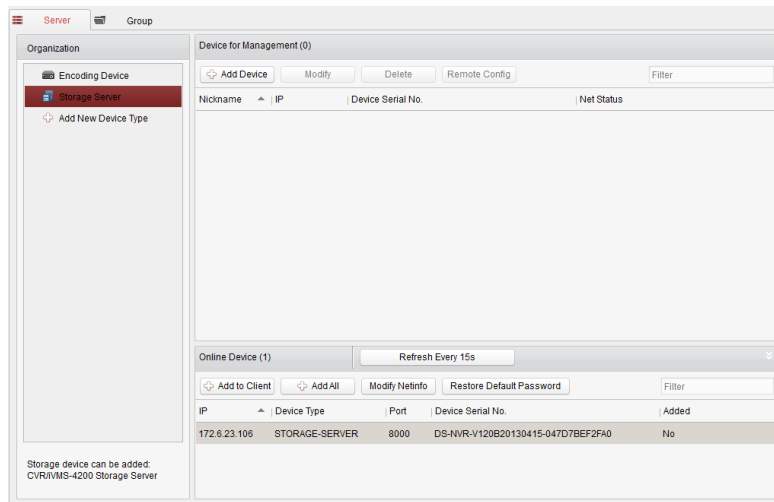 Server Group
Organization
Encoding Device
Storage Server
Add New Device Type
Storage device can be added:
CVR/iVMS-4200 Storage Server
Device for Management (0)
Add Device Modify Delete Remote Config Filter
Nickname IP Device Serial No. Net Status
Online Device (1) Refresh Every 15s
Add to Client Add All Modify Netinfo Restore Default Password Filter
IP Device Type Port Device Serial No. Added
172.6.23.106 STORAGE-SERVER 8000 DS-NVR-V120B20130415-047D7BEF2FA0 No